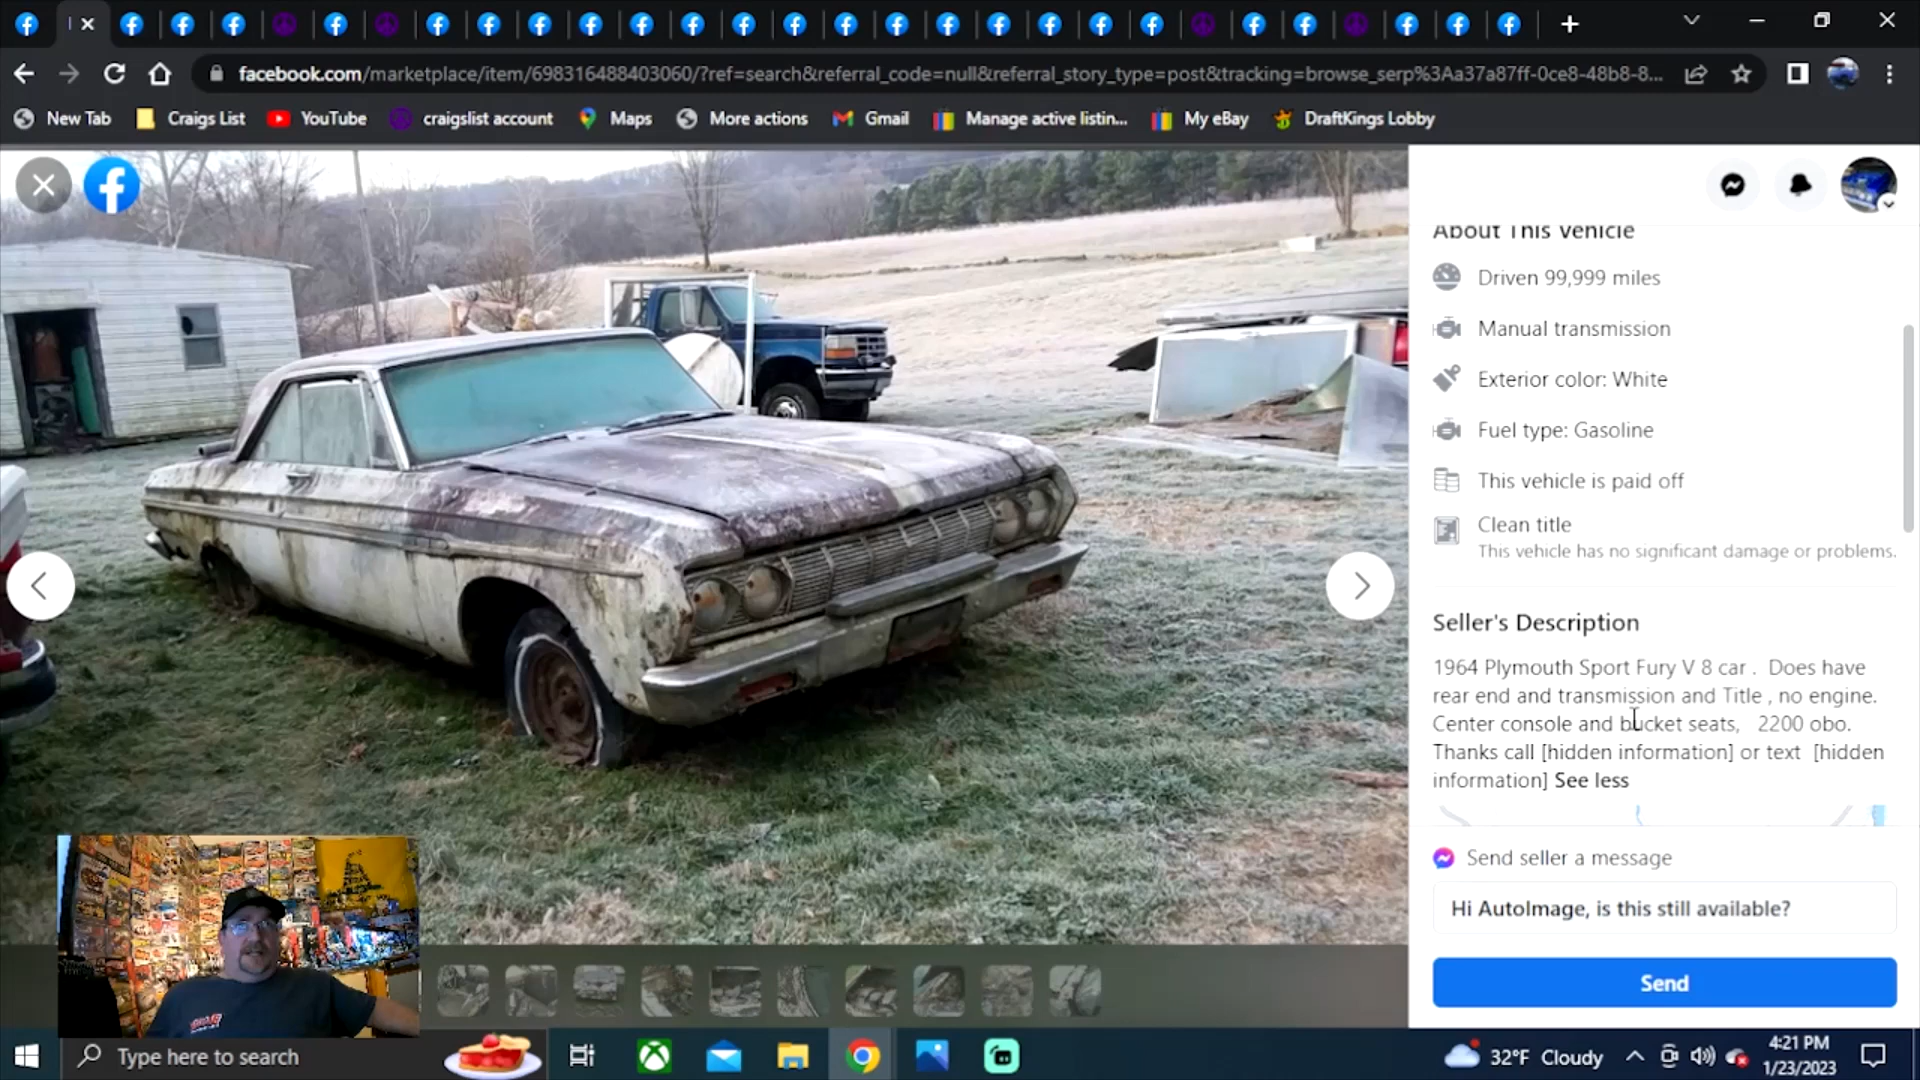 facebook.com/marketplace/item/698316488403060/?ref=search&referral_code=null&referral_story_type=post&tracking=browse_serp%3Aa37a87ff-0ce8-48b8-8...
New Tab
Craigs List
YouTube
craigslist account
Maps
More actions
Gmail
Manage active listin...
My eBay
DraftKings Lobby
About This Vehicle
Driven 99,999 miles
Manual transmission
Exterior color: White
Fuel type: Gasoline
This vehicle is paid off
Clean title
This vehicle has no significant damage or problems.
Seller's Description
1964 Plymouth Sport Fury V 8 car . Does have
rear end and transmission and Title , no engine.
Center console and bucket seats, 2200 obo.
Thanks call [hidden information] or text [hidden
information] See less
Send seller a message
Hi AutoImage, is this still available?
Send
Type here to search
32°F Cloudy
4:21 PM
1/23/2023